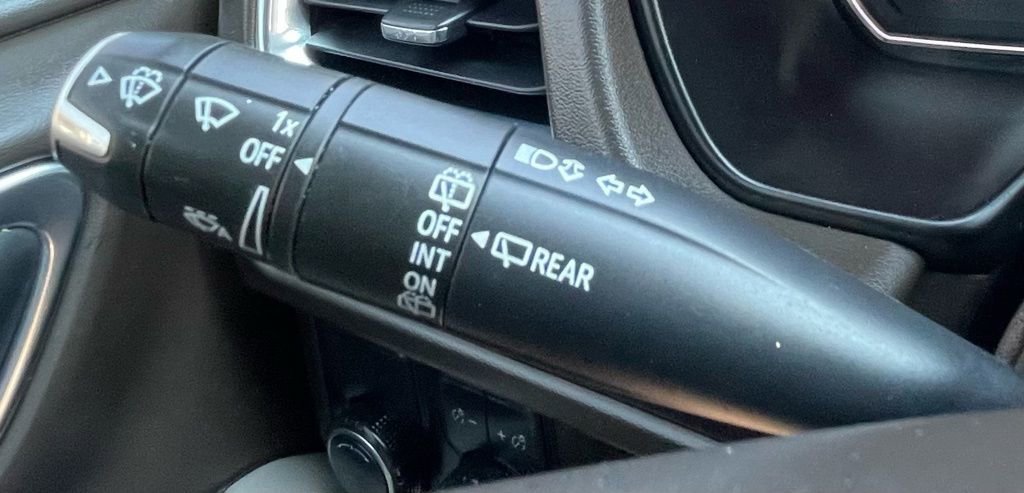 1x
OFF
OFF
INT
ON
REAR